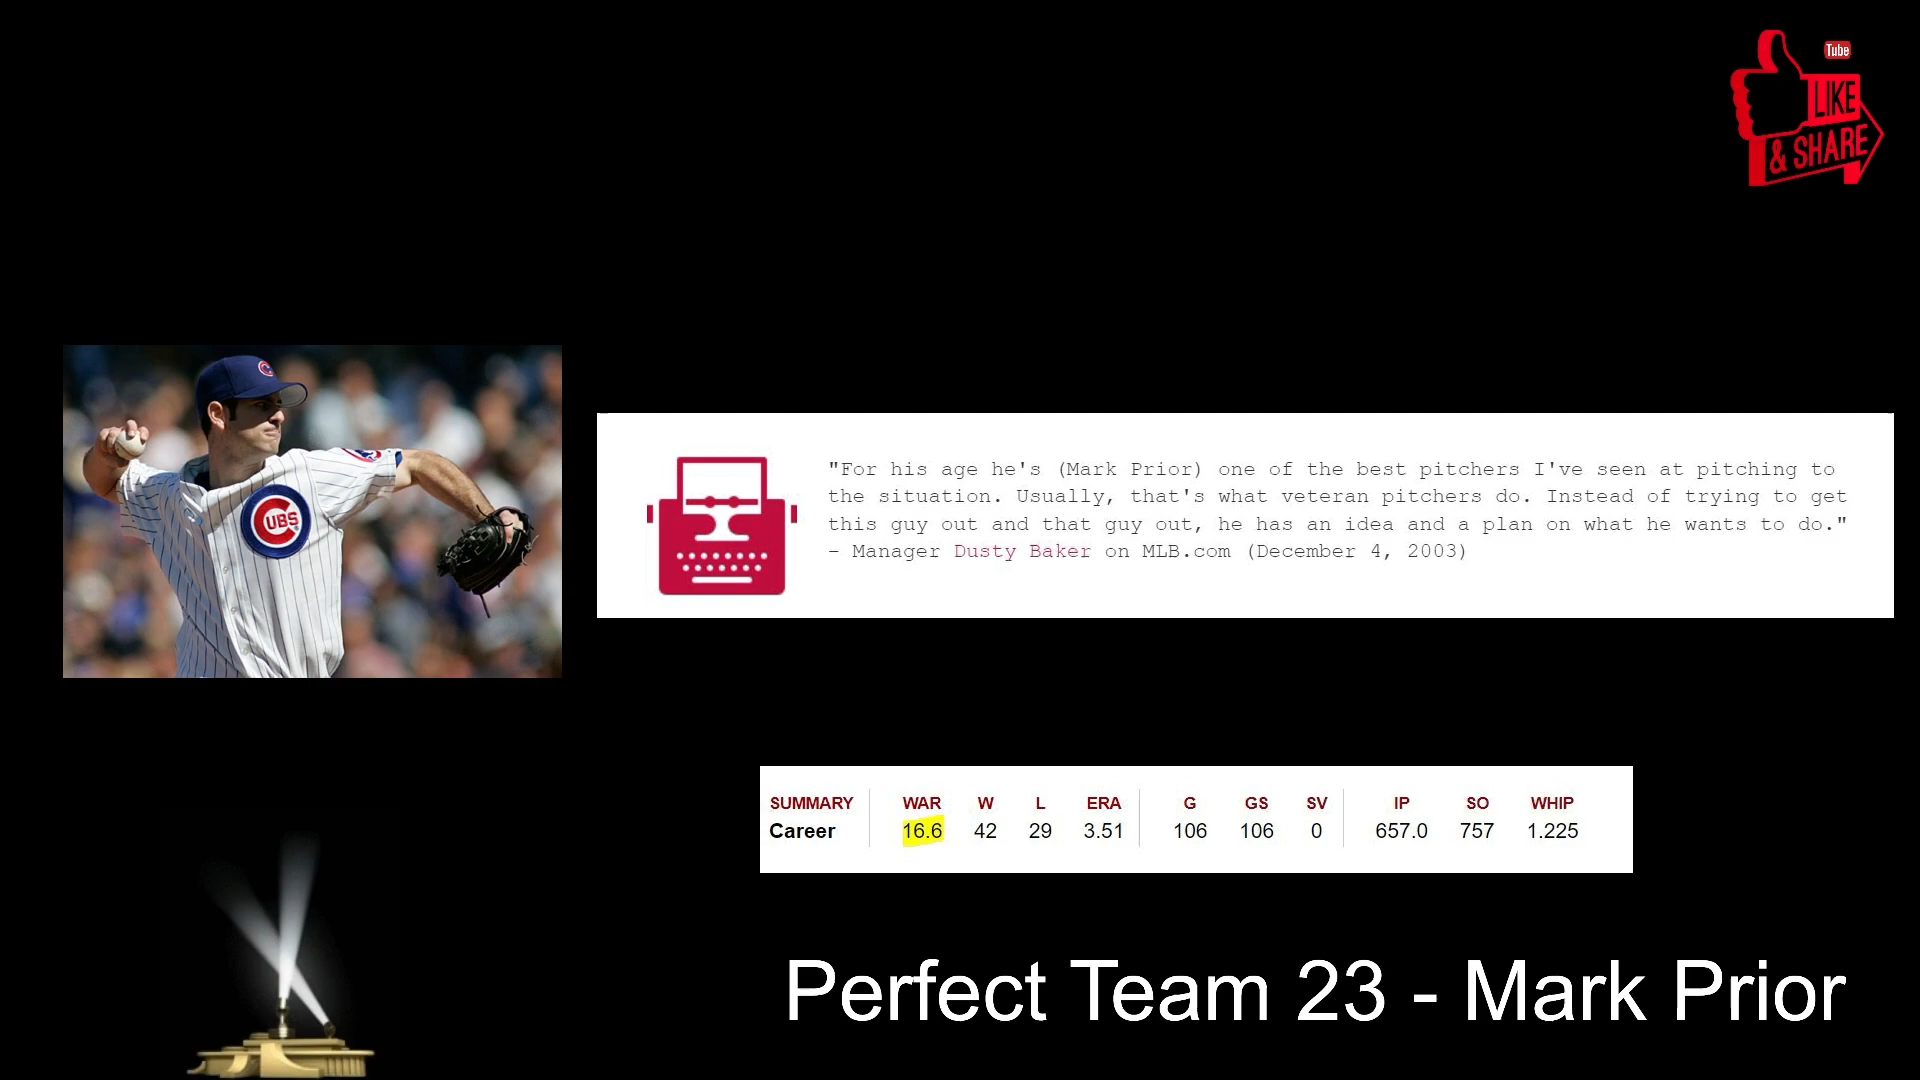 Tube
LIKE
& SHARE
C
UBS
"For his age he's (Mark Prior) one of the best pitchers I've seen at pitching to
the situation. Usually, that's what veteran pitchers do. Instead of trying to get
this guy out and that guy out, he has an idea and a plan on what he wants to do."
- Manager Dusty Baker on MLB.com (December 4, 2003)
SUMMARY WAR W L ERA G GS SV IP SO WHIP
Career 16.6 42 29 3.51 106 106 0 657.0 757 1.225
Perfect Team 23 - Mark Prior